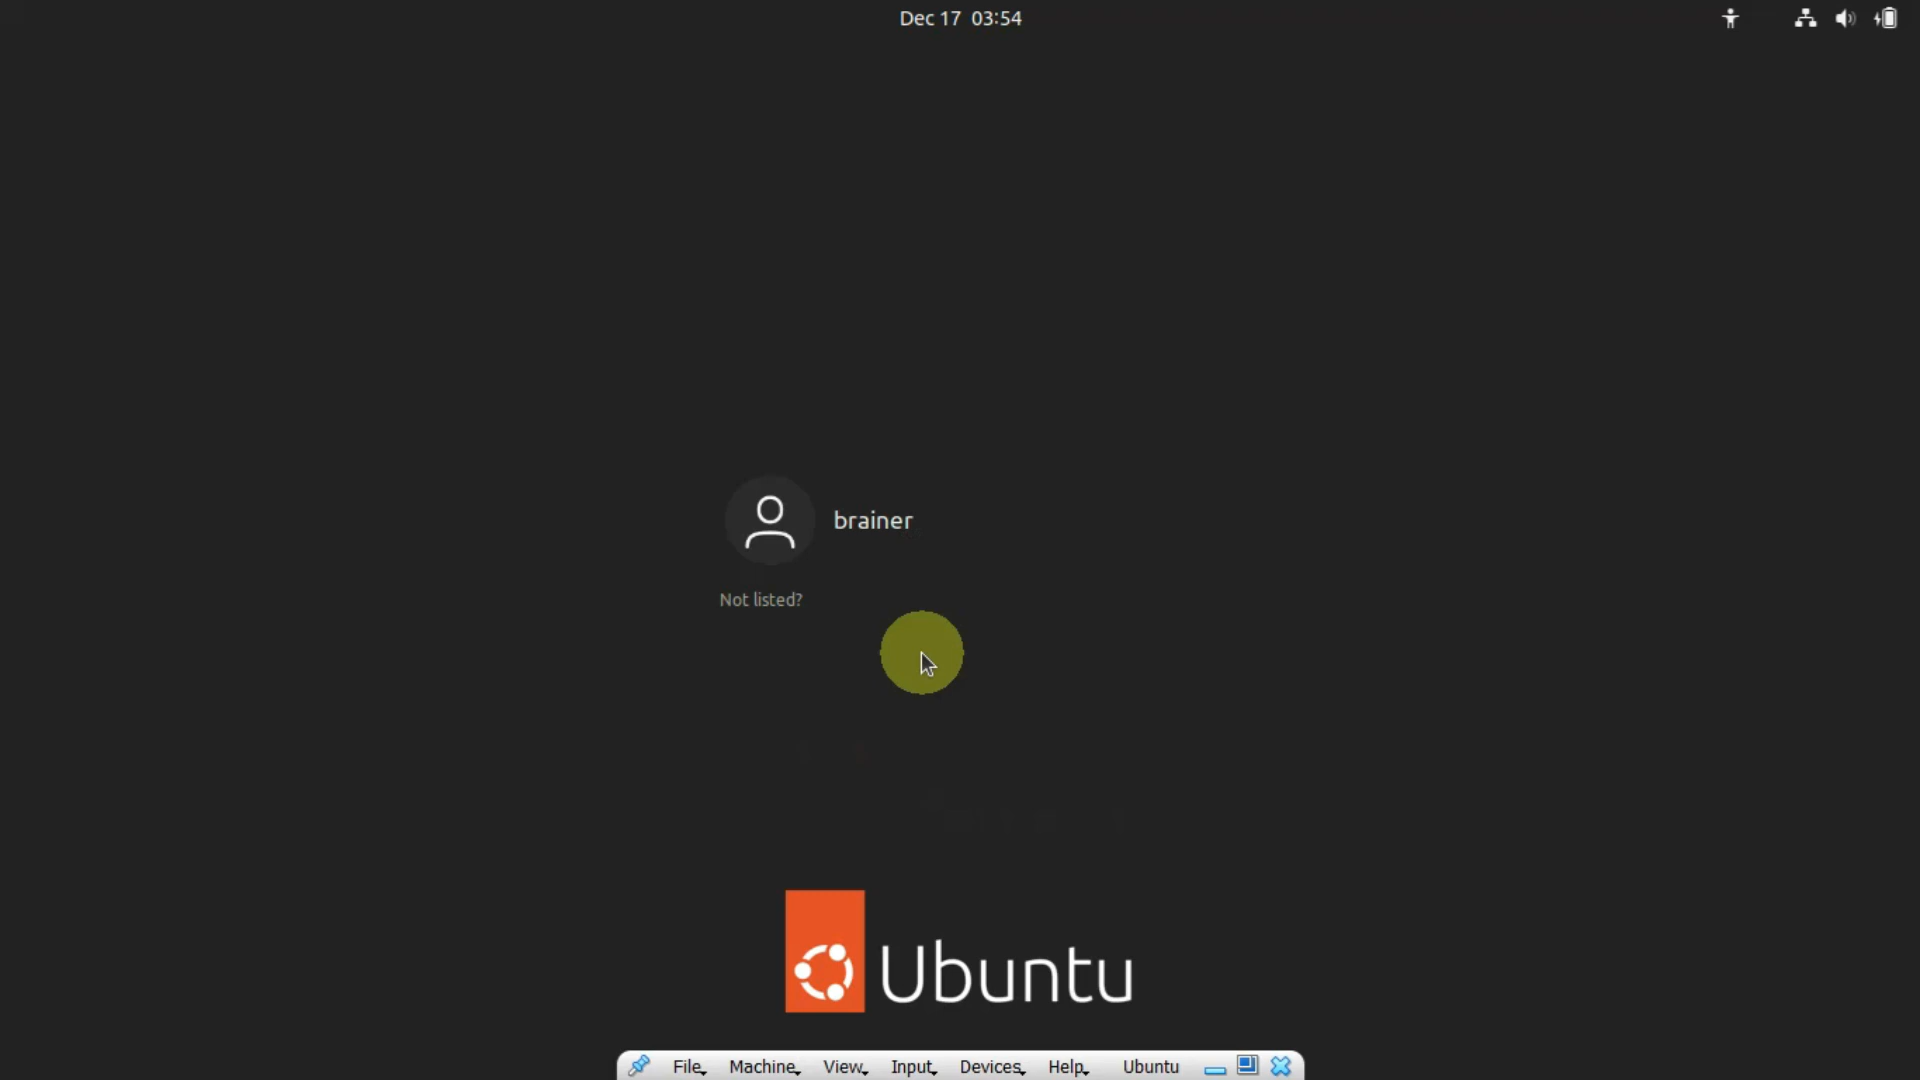 Dec 17 03:54
brainer
Not listed?
Ubuntu
File Machine View Input Devices Help Ubuntu